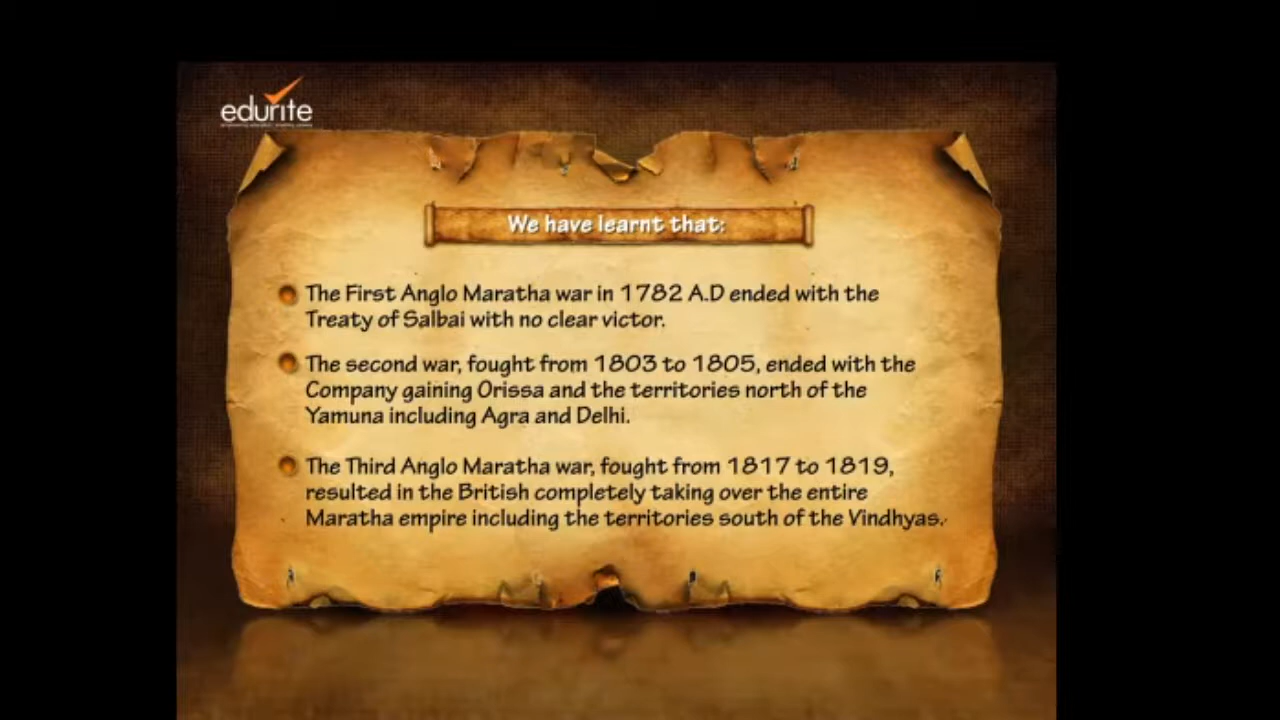 edurite
We have learnt that:
The First Anglo Maratha war in 1782 A.D ended with the
Treaty of Salbai with no clear victor.
The second war, fought from 1803 to 1805, ended with the
Company gaining Orissa and the territories north of the
Yamuna including Agra and Delhi.
The Third Anglo Maratha war, fought from 1817 to 1819,
resulted in the British completely taking over the entire
Maratha empire including the territories south of the Vindhyas.